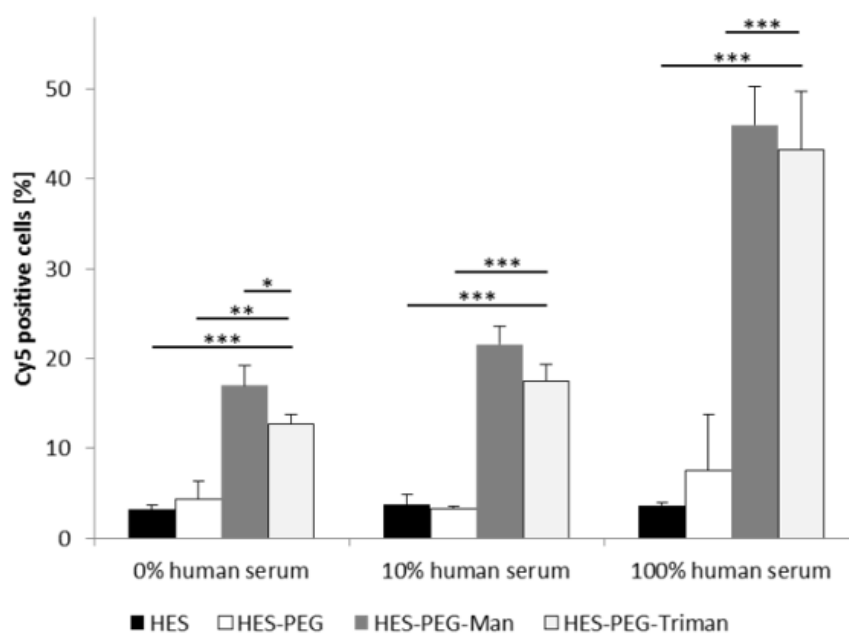 Cy5 positive cells [%]
50
40
30
20
10
0
***
***
***
***
*
**
***
0% human serum
10% human serum
100% human serum
HES
HES-PEG
HES-PEG-Man
HES-PEG-Triman